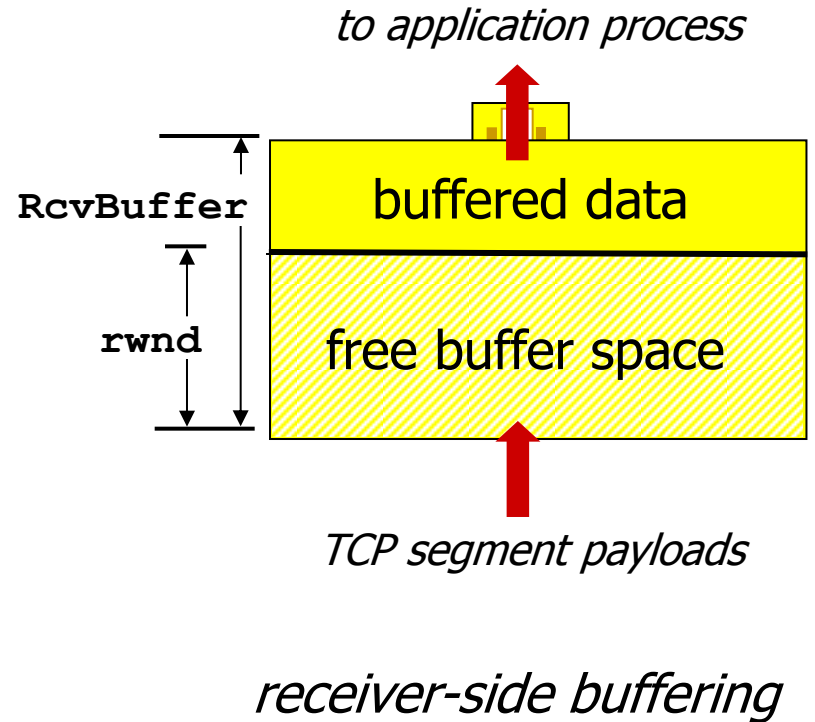 to application process
RcvBuffer
buffered data
rwnd
free buffer space
TCP segment payloads
receiver-side buffering